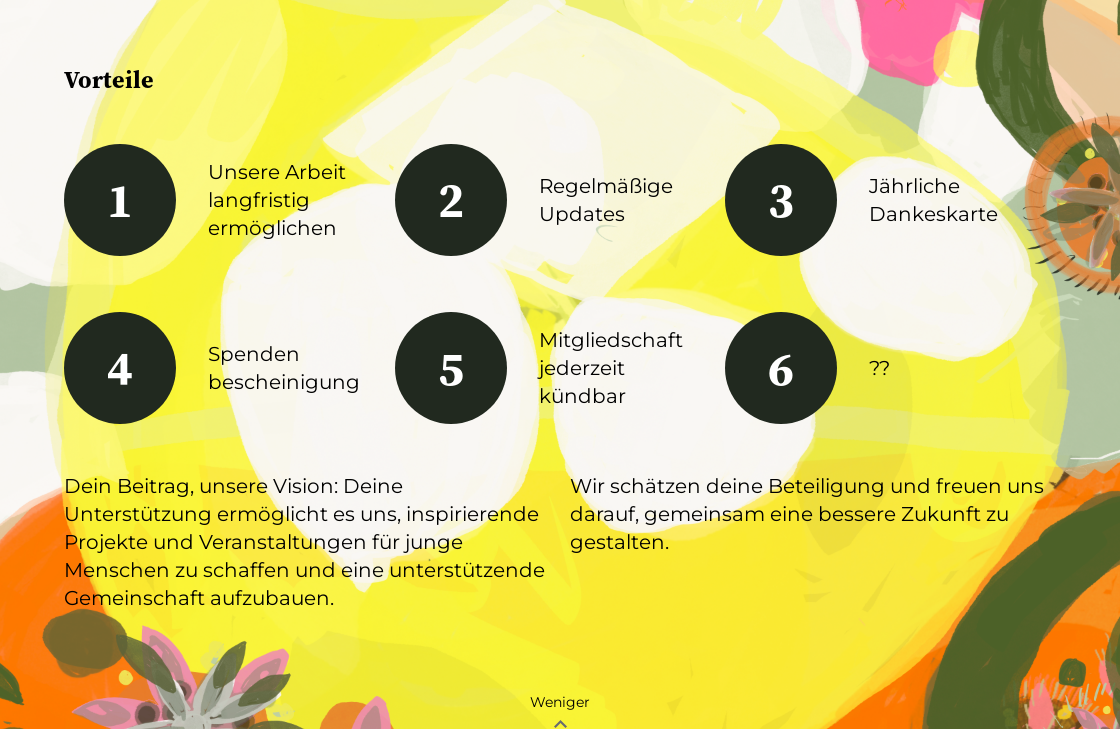 Vorteile
1
Unsere Arbeit
langfristig
ermöglichen
2
Regelmäßige
Updates
3
Jährliche
Dankeskarte
4
Spenden
bescheinigung
5
Mitgliedschaft
jederzeit
kündbar
6
??
Dein Beitrag, unsere Vision: Deine
Unterstützung ermöglicht es uns, inspirierende
Projekte und Veranstaltungen für junge
Menschen zu schaffen und eine unterstützende
Gemeinschaft aufzubauen.
Wir schätzen deine Beteiligung und freuen uns
darauf, gemeinsam eine bessere Zukunft zu
gestalten.
Weniger